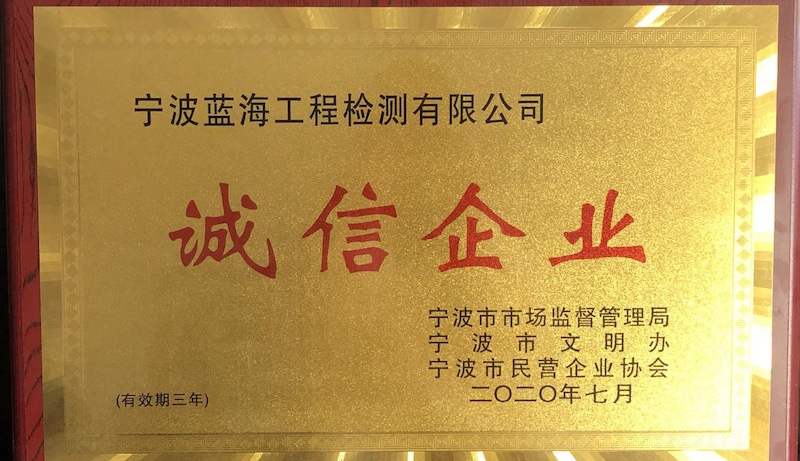 宁波蓝海工程检测有限公司
诚信企业
宁波市市场监督管理局
宁波市文明办
宁波市民营企业协会
二〇二〇年七月
(有效期三年)